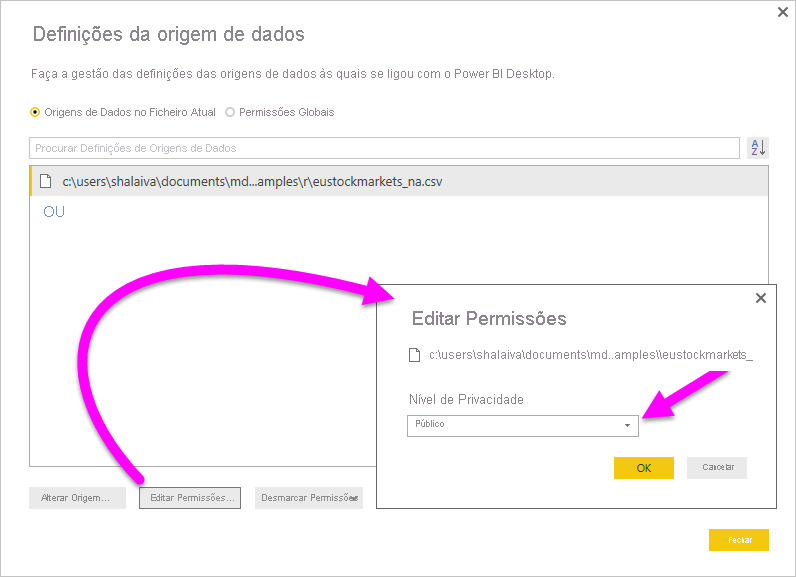 Definições da origem de dados
Faça a gestão das definições das origens de dados às quais se ligou com o Power BI Desktop.
Origens de Dados no Ficheiro Atual Permissões Globais
Procurar Definições de Origens de Dados
AZ
c:\users\shalaiva\documents\md...amples\r\eustockmarkets_na.csv
OU
Editar Permissões
c:\users\shalaiva\documents\md..amples\\eustockmarkets_
Nível de Privacidade
Público
OK Cancelar
Alterar Origem... Editar Permissões... Desmarcar Permissões
Fechar